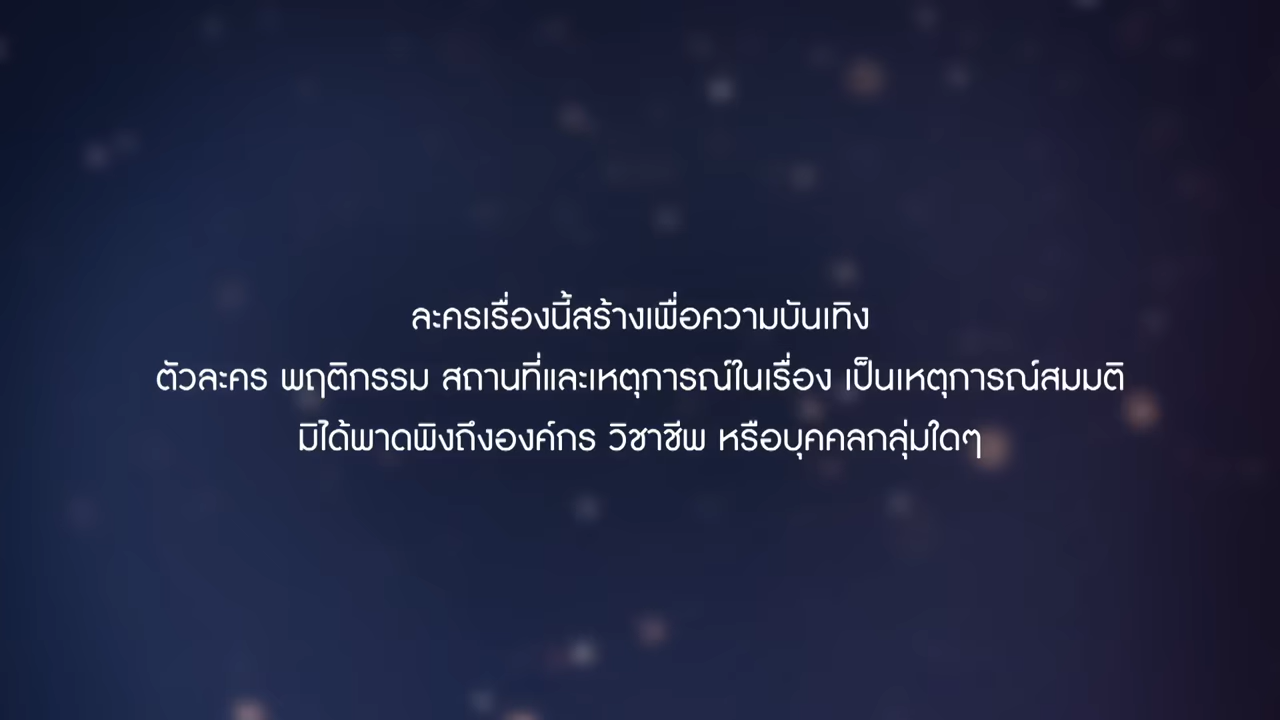 ละครเรื่องนี้สร้างเพื่อความบันเทิง
ตัวละคร พฤติกรรม สถานที่และเหตุการณ์ในเรื่อง เป็นเหตุการณ์สมมติ
มิได้พาดพิงถึงองค์กร วิชาชีพ หรือบุคคลกลุ่มใดๆ